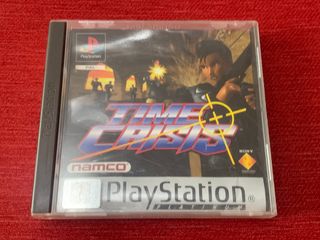 PlayStation
TIME
CRISIS
namco
SONY
PlayStation
PLATINUM